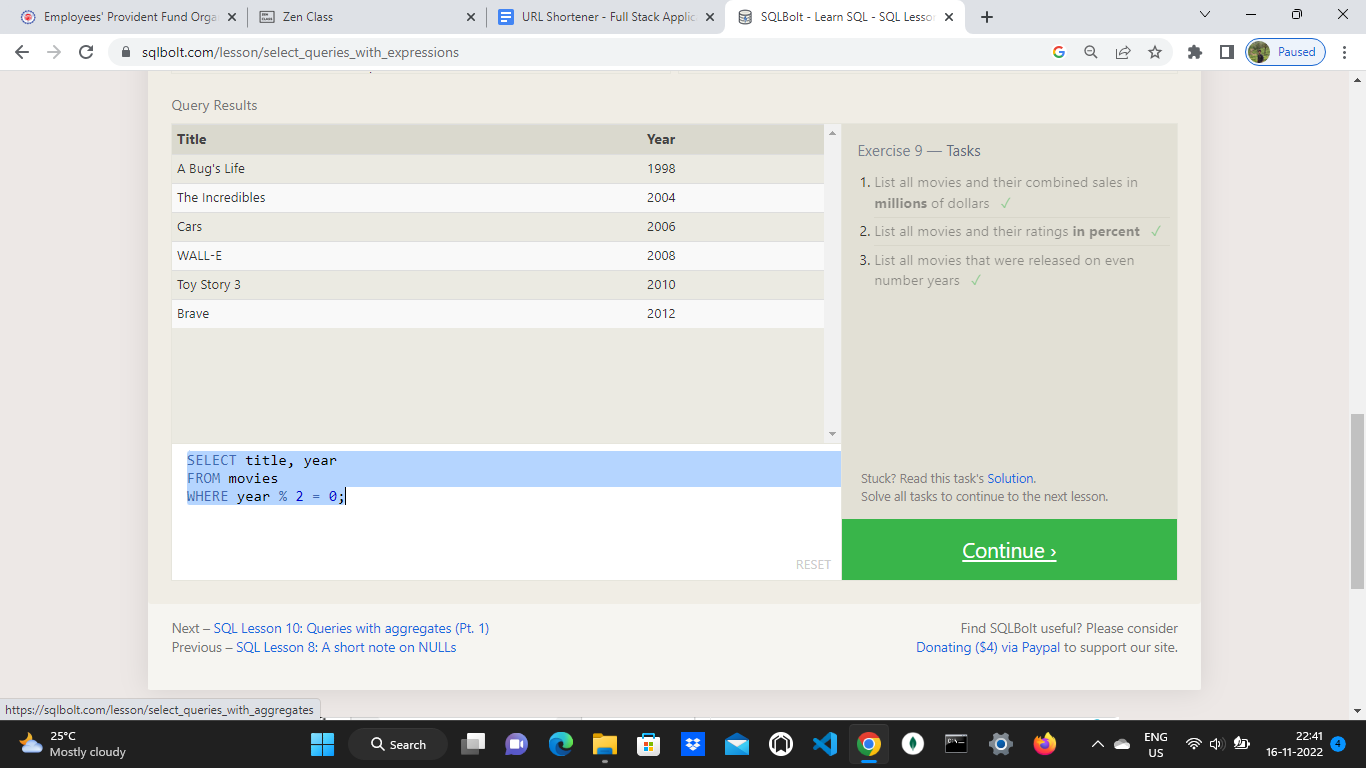 Employees' Provident Fund Orga
Zen Class
URL Shortener - Full Stack Applic
SQLBolt - Learn SQL - SQL Lesson
sqlbolt.com/lesson/select_queries_with_expressions
Paused
Query Results
Title Year
A Bug's Life 1998
The Incredibles 2004
Cars 2006
WALL-E 2008
Toy Story 3 2010
Brave 2012
Exercise 9 — Tasks
1. List all movies and their combined sales in
millions of dollars ✓
2. List all movies and their ratings in percent ✓
3. List all movies that were released on even
number years ✓
Stuck? Read this task's Solution.
Solve all tasks to continue to the next lesson.
Continue ›
SELECT title, year
FROM movies
WHERE year % 2 = 0;
RESET
Next – SQL Lesson 10: Queries with aggregates (Pt. 1)
Previous – SQL Lesson 8: A short note on NULLs
Find SQLBolt useful? Please consider
Donating ($4) via Paypal to support our site.
https://sqlbolt.com/lesson/select_queries_with_aggregates
25°C
Mostly cloudy
Search
ENG
US
22:41
16-11-2022
4